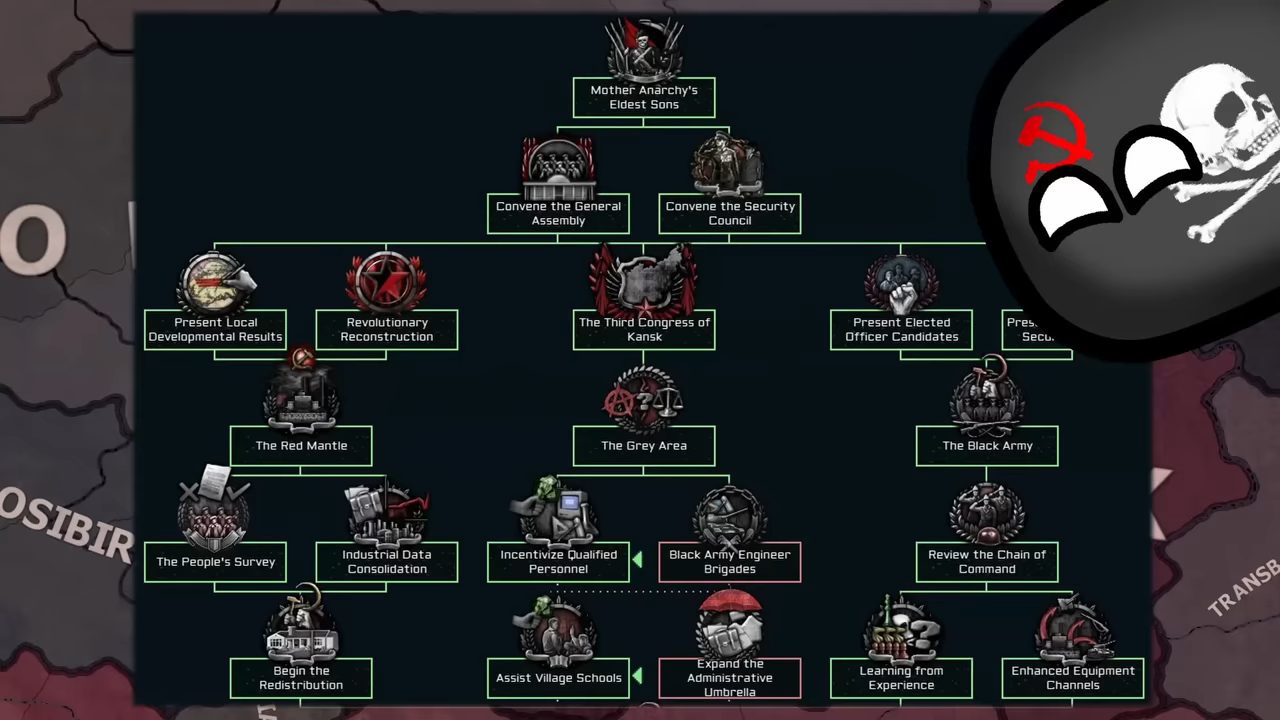 Mother Anarchy's
Eldest Sons
Convene the General
Assembly
Convene the Security
Council
Present Local
Developmental Results
Revolutionary
Reconstruction
The Third Congress of
Kansk
Present Elected
Officer Candidates
The Red Mantle
The Grey Area
The Black Army
The People's Survey
Industrial Data
Consolidation
Incentivize Qualified
Personnel
Black Army Engineer
Brigades
Review the Chain of
Command
Begin the
Redistribution
Assist Village Schools
Expand the
Administrative
Umbrella
Learning from
Experience
Enhanced Equipment
Channels
O
OSIBIR
TRANSB